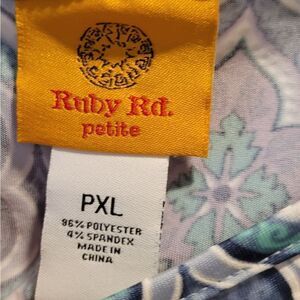 Ruby Rd.
petite
PXL
96% POLYESTER
4% SPANDEX
MADE IN
CHINA